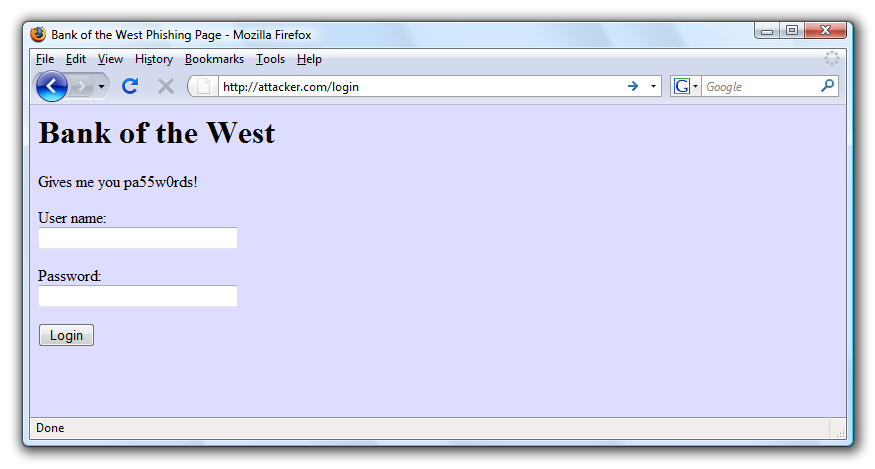 Bank of the West Phishing Page - Mozilla Firefox
File Edit View History Bookmarks Tools Help
http://attacker.com/login G Google
Bank of the West
Gives me you pa55w0rds!
User name:
Password:
Login
Done